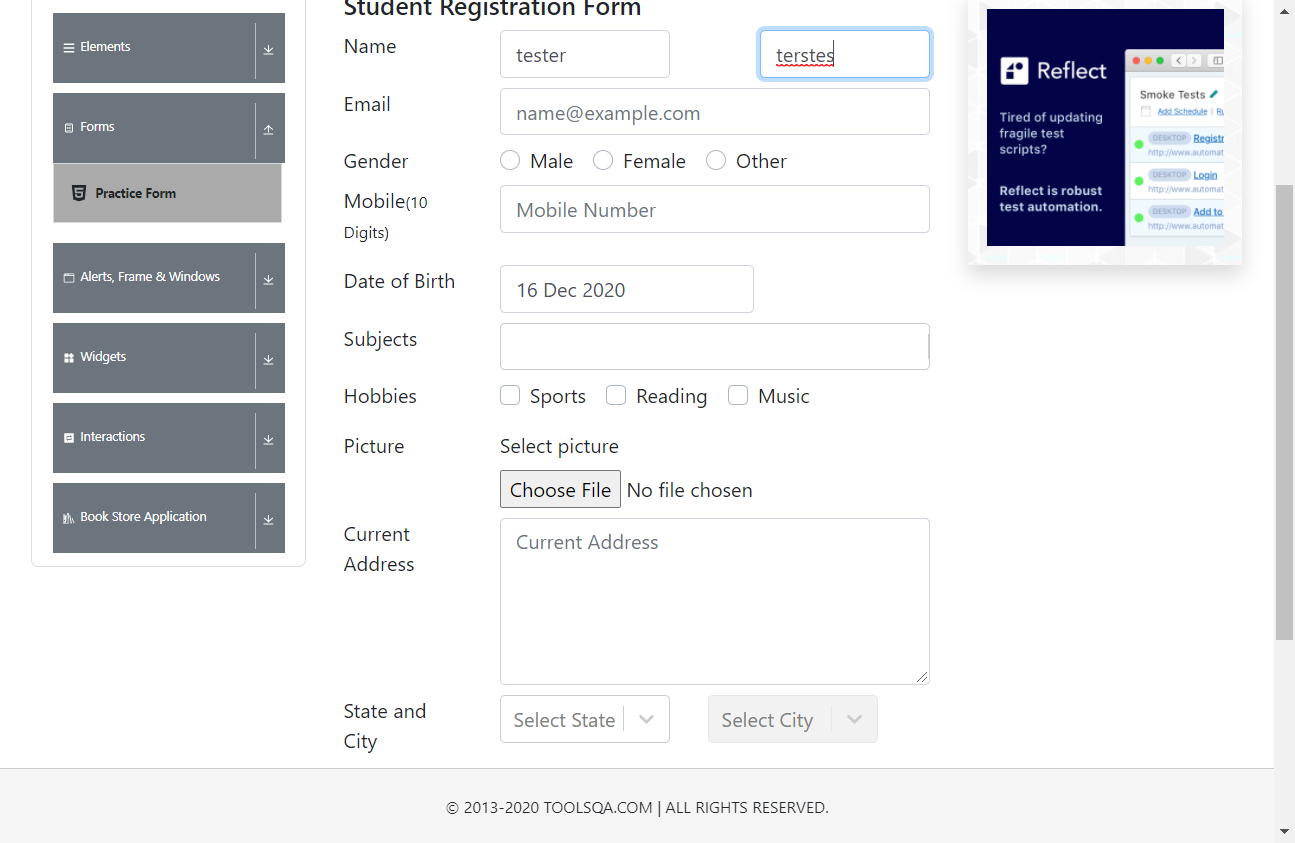 Student Registration Form
Elements
Forms
Practice Form
Alerts, Frame & Windows
Widgets
Interactions
Book Store Application
Name
tester
terstes
Email
name@example.com
Gender
Male
Female
Other
Mobile(10
Digits)
Mobile Number
Date of Birth
16 Dec 2020
Subjects
Hobbies
Sports
Reading
Music
Picture
Select picture
Choose File No file chosen
Current
Address
Current Address
State and
City
Select State
Select City
Reflect
Tired of updating
fragile test
scripts?
Reflect is robust
test automation.
Smoke Tests
Add Schedule | Ru
DESKTOP Registr
http://www.automat
DESKTOP Login
http://www.automat
DESKTOP Add to
http://www.automat
© 2013-2020 TOOLSQA.COM | ALL RIGHTS RESERVED.